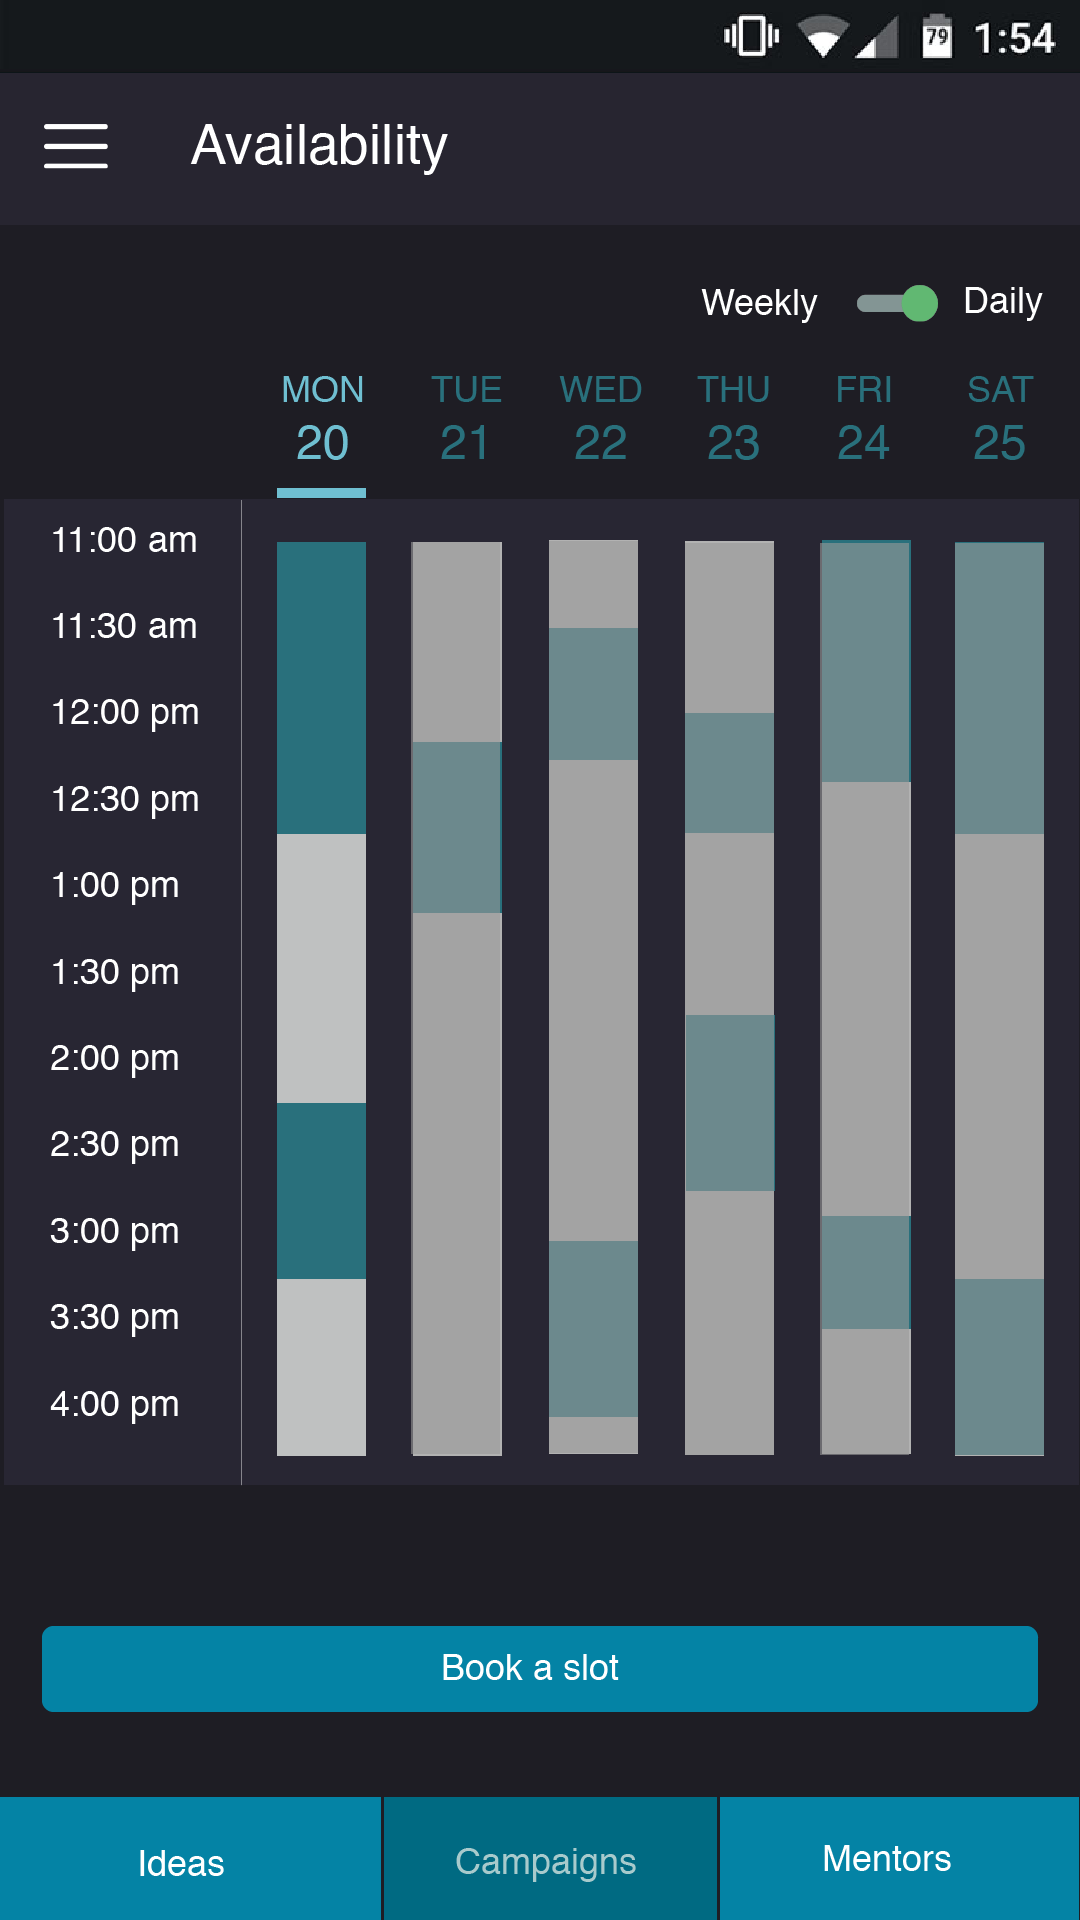 79 1:54
Availability
Weekly Daily
MON TUE WED THU FRI SAT
20 21 22 23 24 25
11:00 am
11:30 am
12:00 pm
12:30 pm
1:00 pm
1:30 pm
2:00 pm
2:30 pm
3:00 pm
3:30 pm
4:00 pm
Book a slot
Ideas Campaigns Mentors